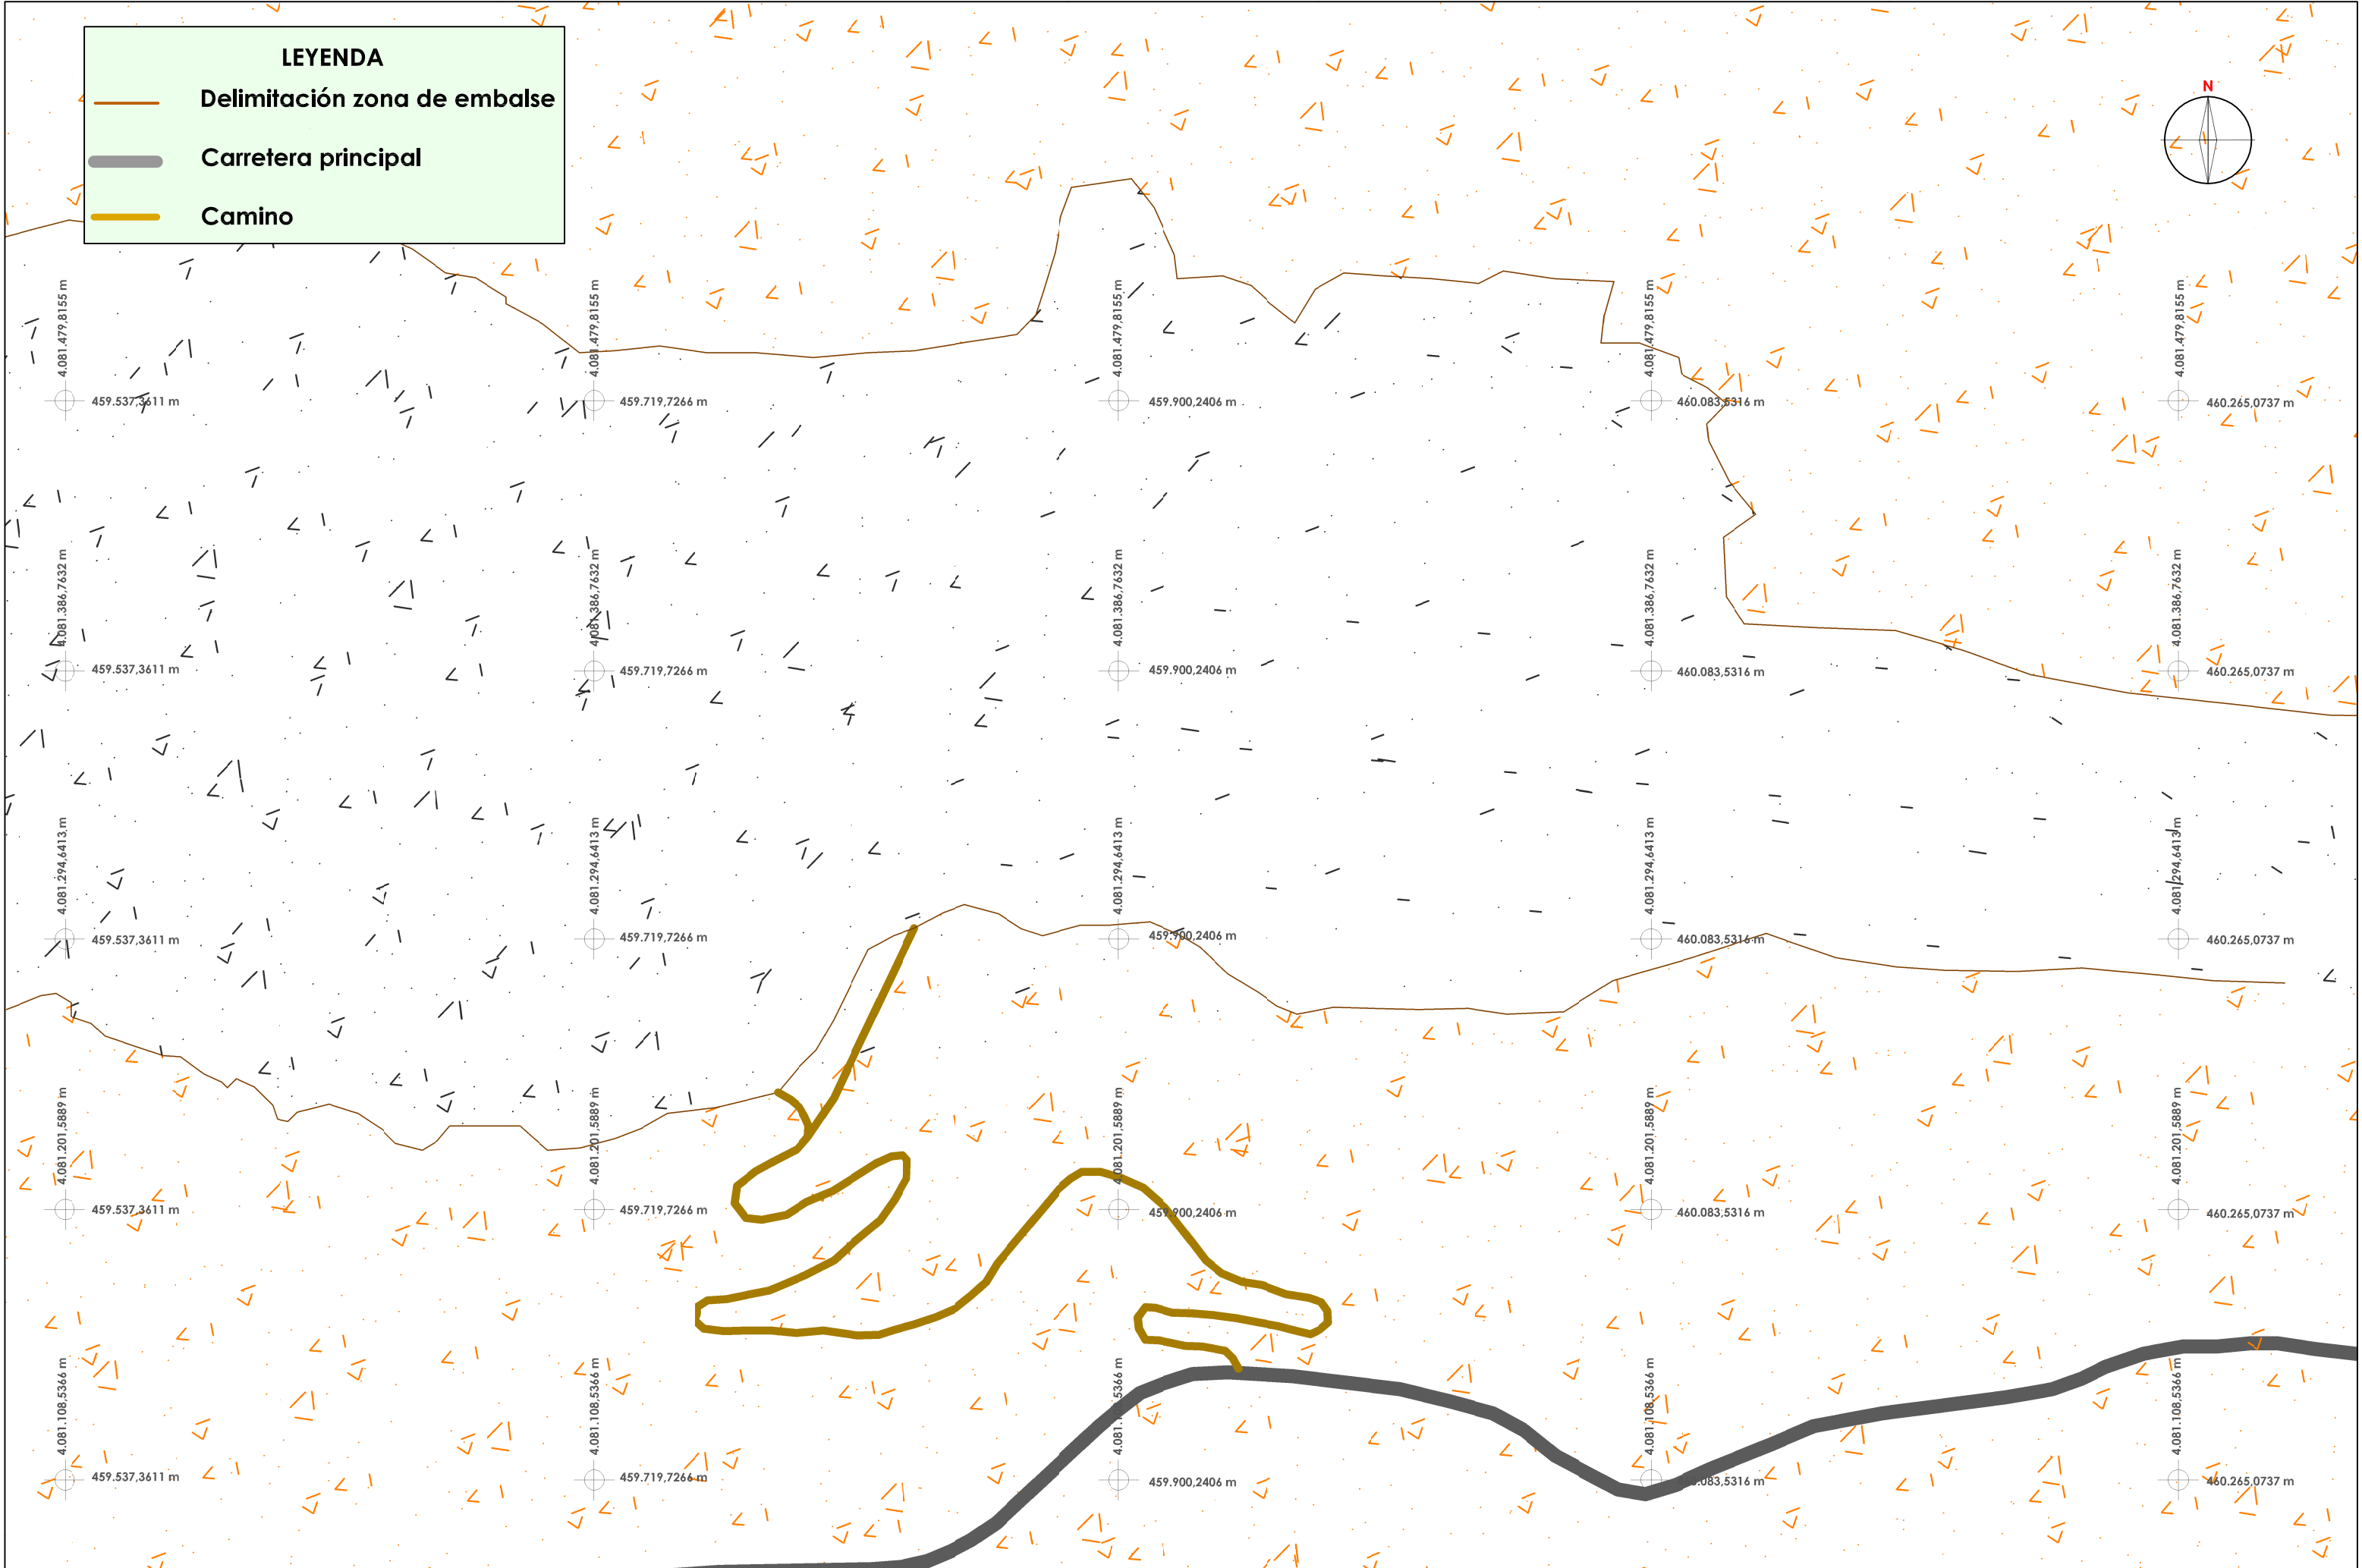 LEYENDA
Delimitación zona de embalse
Carretera principal
Camino
N
4.081.479,8155 m
4.081.479,8155 m
4.081.479,8155 m
4.081.479,8155 m
4.081.479,8155 m
459.537,3611 m
459.719,7266 m
459.900,2406 m
460.083,5316 m
460.265,0737 m
4.081.386,7632 m
4.081.386,7632 m
4.081.386,7632 m
4.081.386,7632 m
4.081.386,7632 m
459.537,3611 m
459.719,7266 m
459.900,2406 m
460.083,5316 m
460.265,0737 m
4.081.294,6413 m
4.081.294,6413 m
4.081.294,6413 m
4.081.294,6413 m
4.081.294,6413 m
459.537,3611 m
459.719,7266 m
459.900,2406 m
460.083,5316 m
460.265,0737 m
4.081.201,5889 m
4.081.201,5889 m
4.081.201,5889 m
4.081.201,5889 m
4.081.201,5889 m
459.537,3611 m
459.719,7266 m
459.900,2406 m
460.083,5316 m
460.265,0737 m
4.081.108,5366 m
4.081.108,5366 m
4.081.108,5366 m
4.081.108,5366 m
4.081.108,5366 m
459.537,3611 m
459.719,7266 m
459.900,2406 m
460.083,5316 m
460.265,0737 m